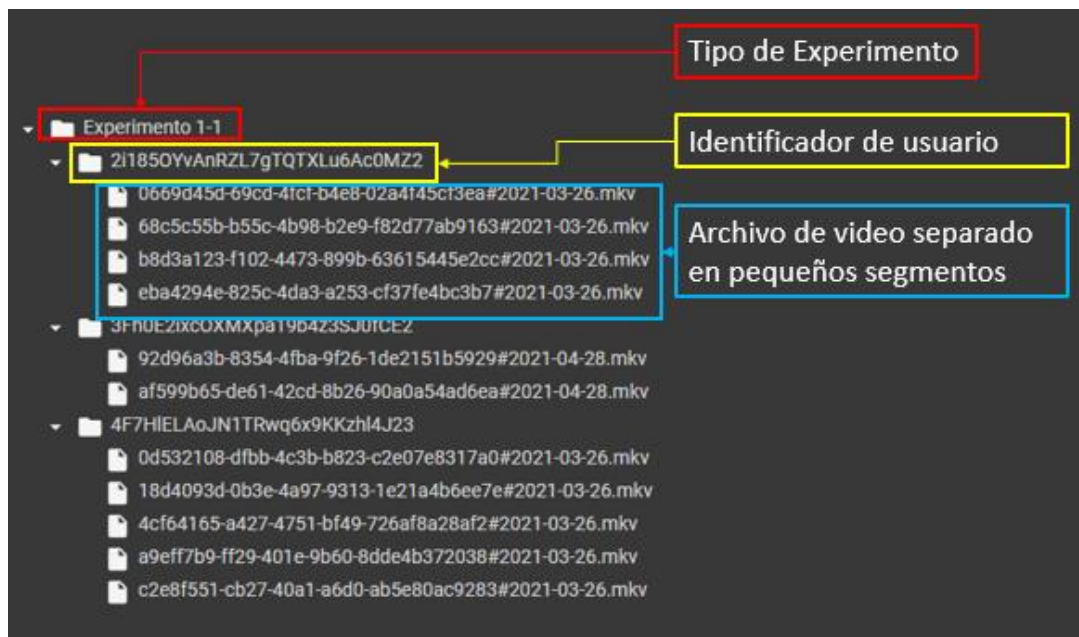 Tipo de Experimento
Experimento 1-1
Identificador de usuario
2i185OYvAnRZL7gTQTXLu6Ac0MZ2
0669d45d-69cd-4fcf-b4e8-02a4f45cf3ea#2021-03-26.mkv
68c5c55b-b55c-4b98-b2e9-f82d77ab9163#2021-03-26.mkv
Archivo de video separado
en pequeños segmentos
b8d3a123-f102-4473-899b-63615445e2cc#2021-03-26.mkv
eba4294e-825c-4da3-a253-cf37fe4bc3b7#2021-03-26.mkv
3Fh0E2ixcOXMXpaT9b4z3SJ0fCE2
92d96a3b-8354-4fba-9f26-1de2151b5929#2021-04-28.mkv
af599b65-de61-42cd-8b26-90a0a54ad6ea#2021-04-28.mkv
4F7HlELAoJN1TRwq6x9KKzhl4J23
0d532108-dfbb-4c3b-b823-c2e07e8317a0#2021-03-26.mkv
18d4093d-0b3e-4a97-9313-1e21a4b6ee7e#2021-03-26.mkv
4cf64165-a427-4751-bf49-726af8a28af2#2021-03-26.mkv
a9eff7b9-ff29-401e-9b60-8dde4b372038#2021-03-26.mkv
c2e8f551-cb27-40a1-a6d0-ab5e80ac9283#2021-03-26.mkv